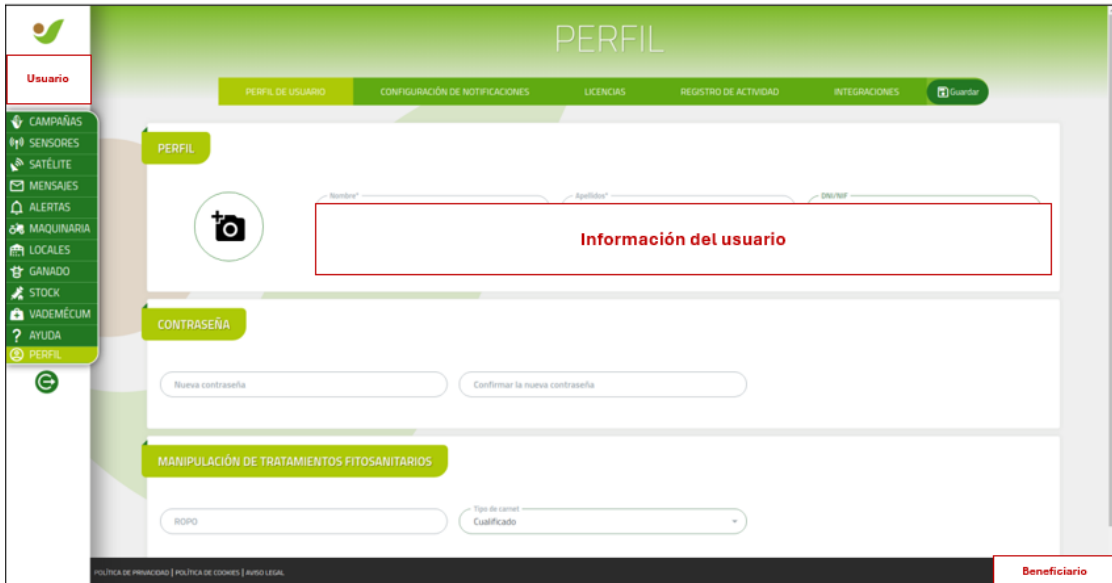 PERFIL
Usuario
PERFIL DE USUARIO
CONFIGURACIÓN DE NOTIFICACIONES
LICENCIAS
REGISTRO DE ACTIVIDAD
INTEGRACIONES
Guardar
CAMPAÑAS
SENSORES
SATÉLITE
MENSAJES
ALERTAS
MAQUINARIA
LOCALES
GANADO
STOCK
VADEMÉCUM
AYUDA
PERFIL
PERFIL
Nombre*
Apellidos*
DNI/NIF
Información del usuario
CONTRASEÑA
Nueva contraseña
Confirmar la nueva contraseña
MANIPULACIÓN DE TRATAMIENTOS FITOSANITARIOS
ROPO
Tipo de carnet
Cualificado
POLÍTICA DE PRIVACIDAD | POLÍTICA DE COOKIES | AVISO LEGAL
Beneficiario